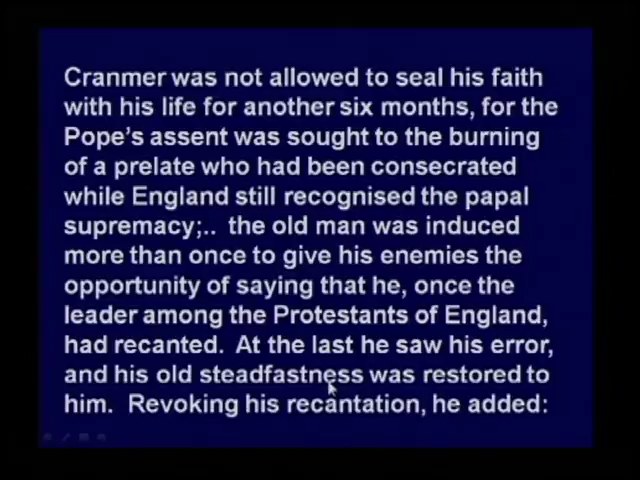 Cranmer was not allowed to seal his faith
with his life for another six months, for the
Pope's assent was sought to the burning
of a prelate who had been consecrated
while England still recognised the papal
supremacy;.. the old man was induced
more than once to give his enemies the
opportunity of saying that he, once the
leader among the Protestants of England,
had recanted. At the last he saw his error,
and his old steadfastness was restored to
him. Revoking his recantation, he added: